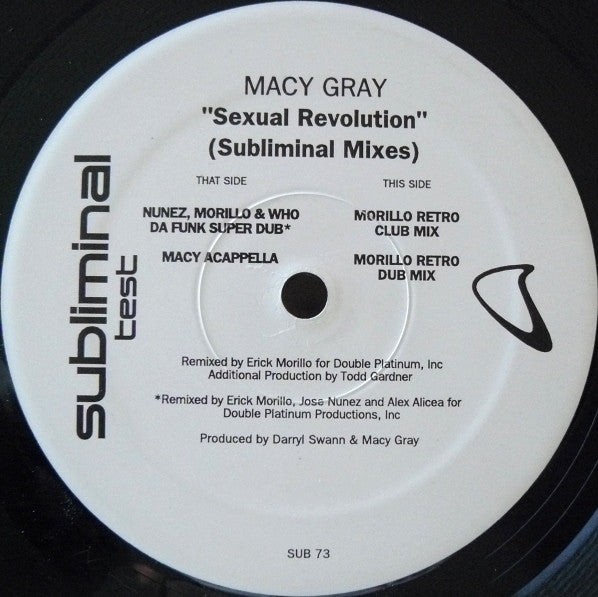 MACY GRAY
"Sexual Revolution"
(Subliminal Mixes)
THAT SIDE
NUNEZ, MORILLO & WHO
DA FUNK SUPER DUB*
MACY ACAPPELLA
THIS SIDE
MORILLO RETRO
CLUB MIX
MORILLO RETRO
DUB MIX
subliminal
test
Remixed by Erick Morillo for Double Platinum, Inc
Additional Production by Todd Gardner
*Remixed by Erick Morillo, Jose Nunez and Alex Alicea for
Double Platinum Productions, Inc
Produced by Darryl Swann & Macy Gray
SUB 73